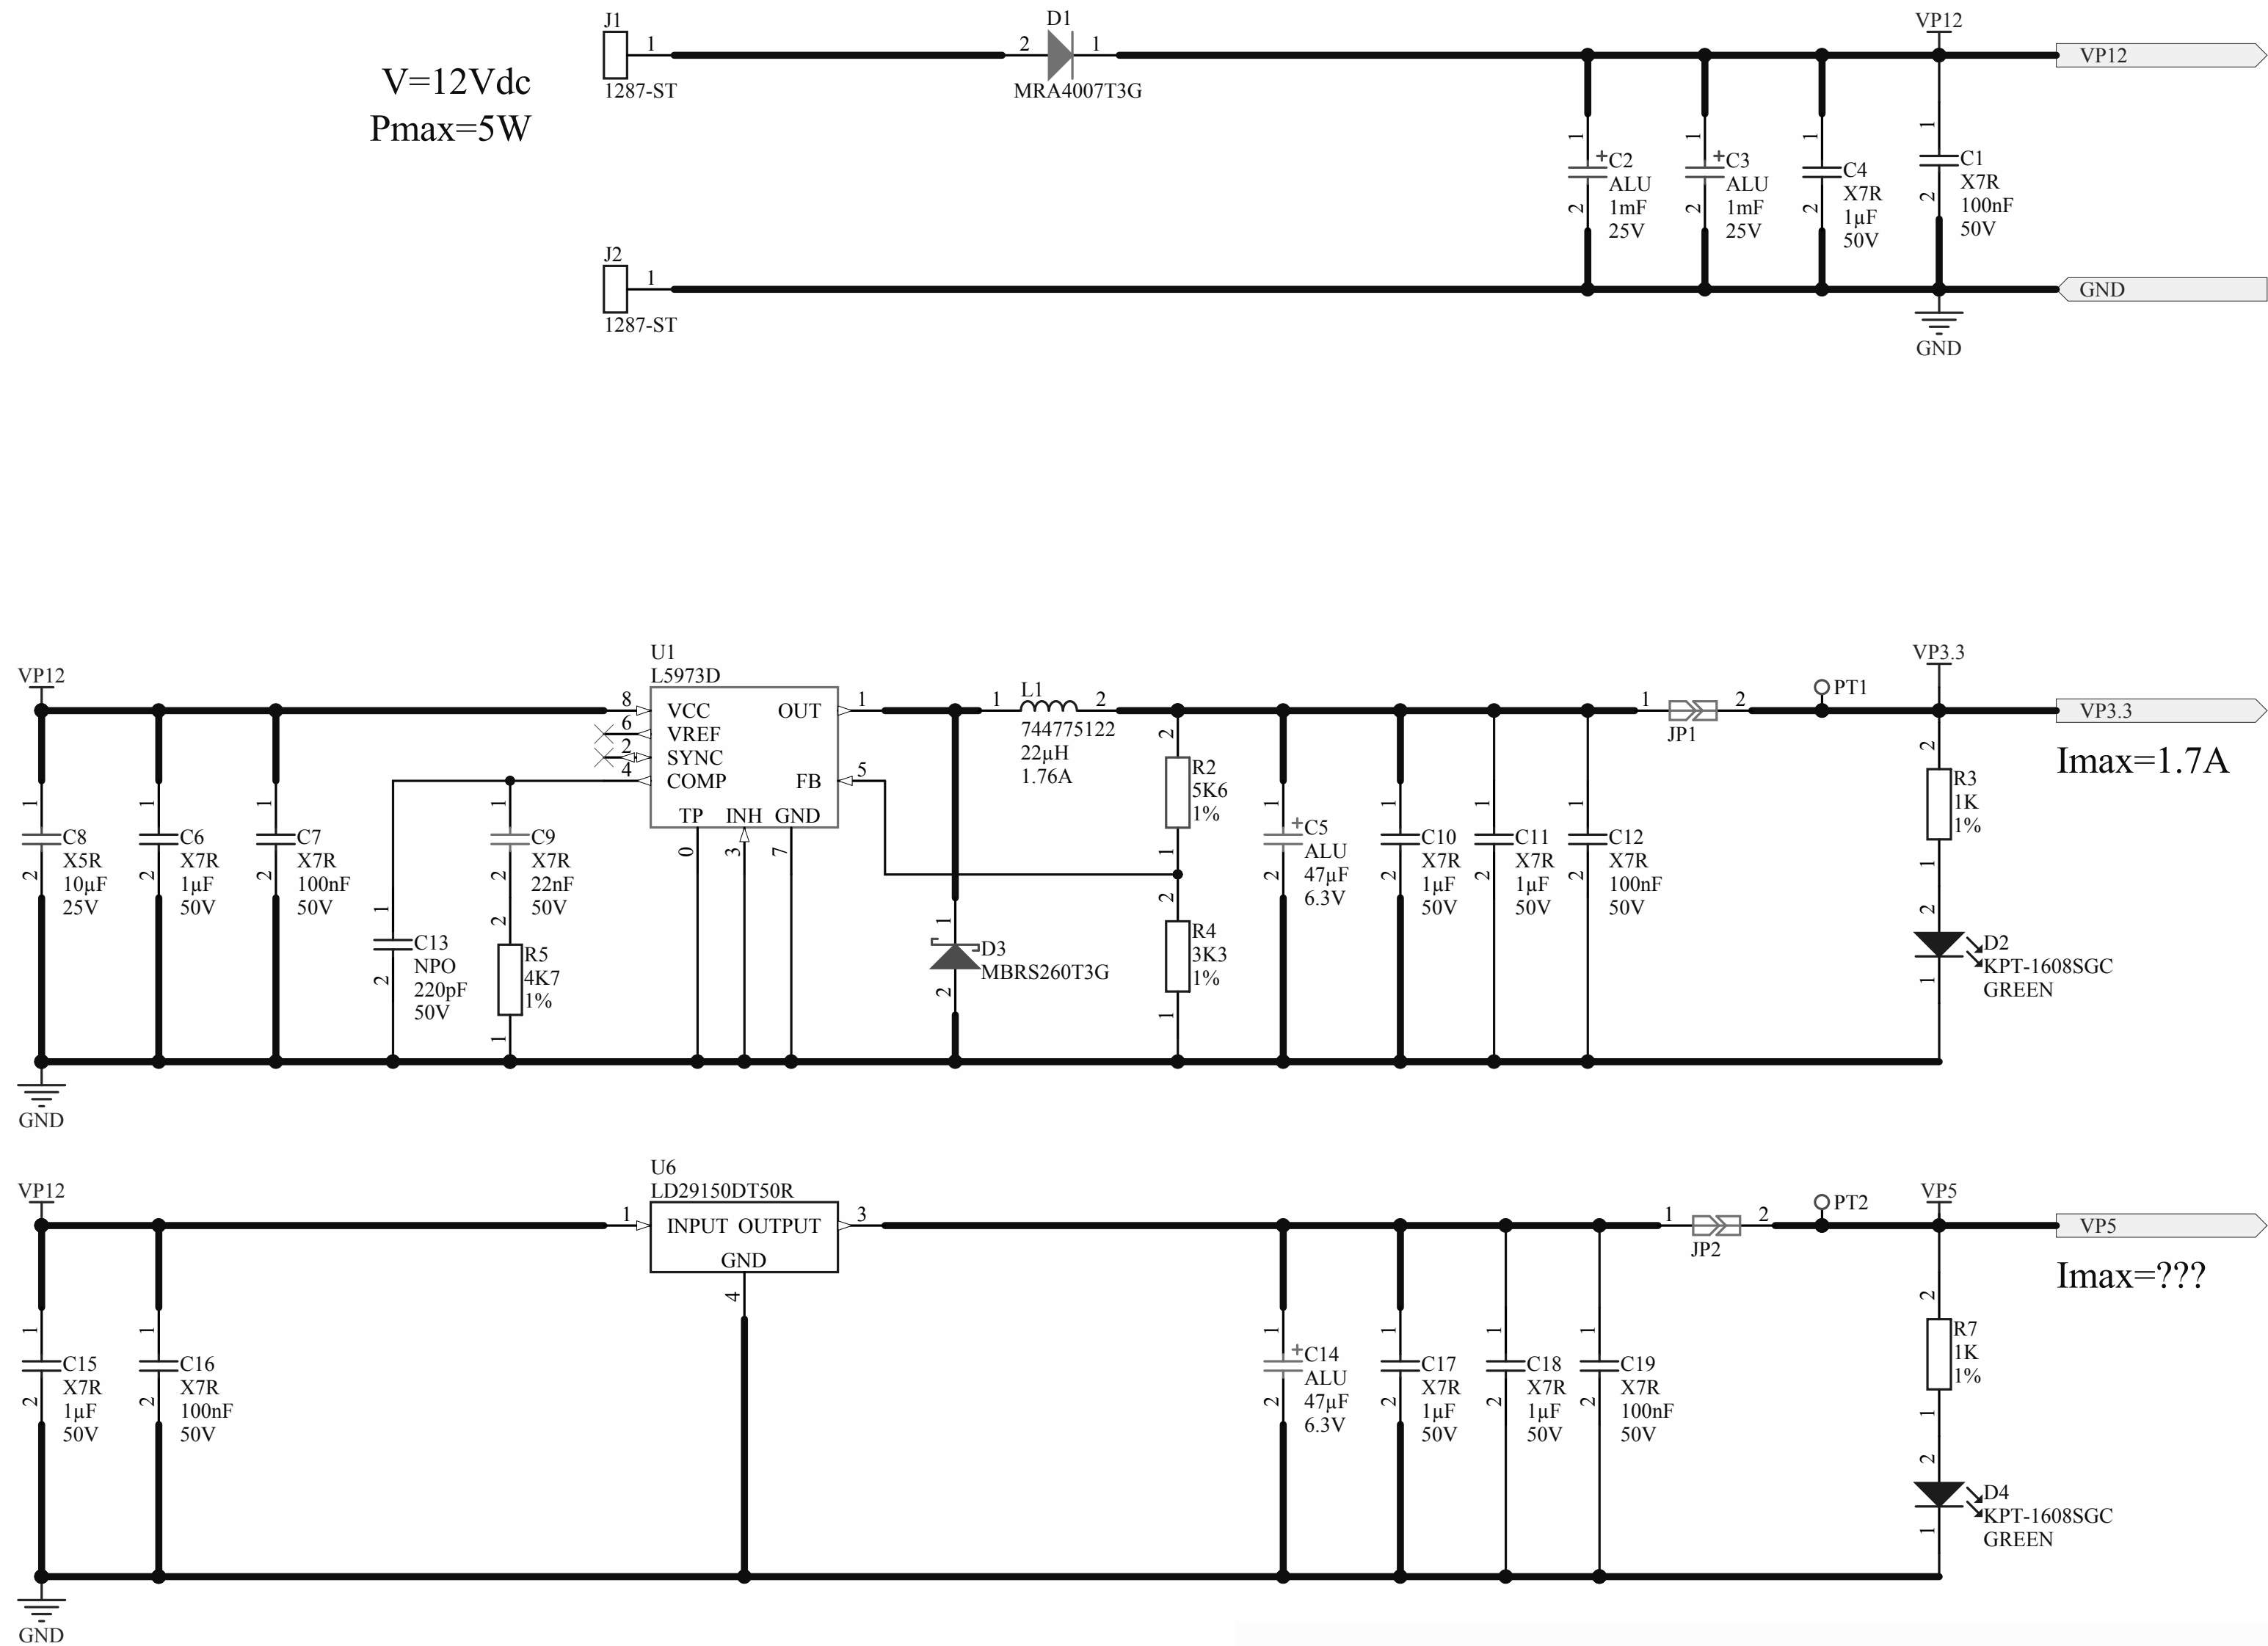 V=12Vdc
Pmax=5W
J1
1
1287-ST
D1
2
1
MRA4007T3G
VP12
VP12
1
+
C2
ALU
1mF
25V
2
1
+
C3
ALU
1mF
25V
2
1
C4
X7R
1µF
50V
2
1
C1
X7R
100nF
50V
2
J2
1
1287-ST
GND
GND
VP12
1
C8
X5R
10µF
25V
2
1
C6
X7R
1µF
50V
2
1
C7
X7R
100nF
50V
2
1
C13
NPO
220pF
50V
2
1
C9
X7R
22nF
50V
2
2
R5
4K7
1%
1
U1
L5973D
8
VCC
6
VREF
2
SYNC
4
COMP
OUT
1
FB
5
TP
INH
GND
0
3
7
1
D3
MBRS260T3G
2
1
L1
2
744775122
22µH
1.76A
2
R2
5K6
1%
1
2
R4
3K3
1%
1
1
+
C5
ALU
47µF
6.3V
2
1
C10
X7R
1µF
50V
2
1
C11
X7R
1µF
50V
2
1
C12
X7R
100nF
50V
2
1
2
JP1
PT1
VP3.3
VP3.3
Imax=1.7A
2
R3
1K
1%
1
2
D2
KPT-1608SGC
GREEN
1
GND
VP12
1
C15
X7R
1µF
50V
2
1
C16
X7R
100nF
50V
2
U6
LD29150DT50R
1
INPUT
OUTPUT
3
GND
4
1
+
C14
ALU
47µF
6.3V
2
1
C17
X7R
1µF
50V
2
1
C18
X7R
1µF
50V
2
1
C19
X7R
100nF
50V
2
1
2
JP2
PT2
VP5
VP5
Imax=???
2
R7
1K
1%
1
2
D4
KPT-1608SGC
GREEN
1
GND